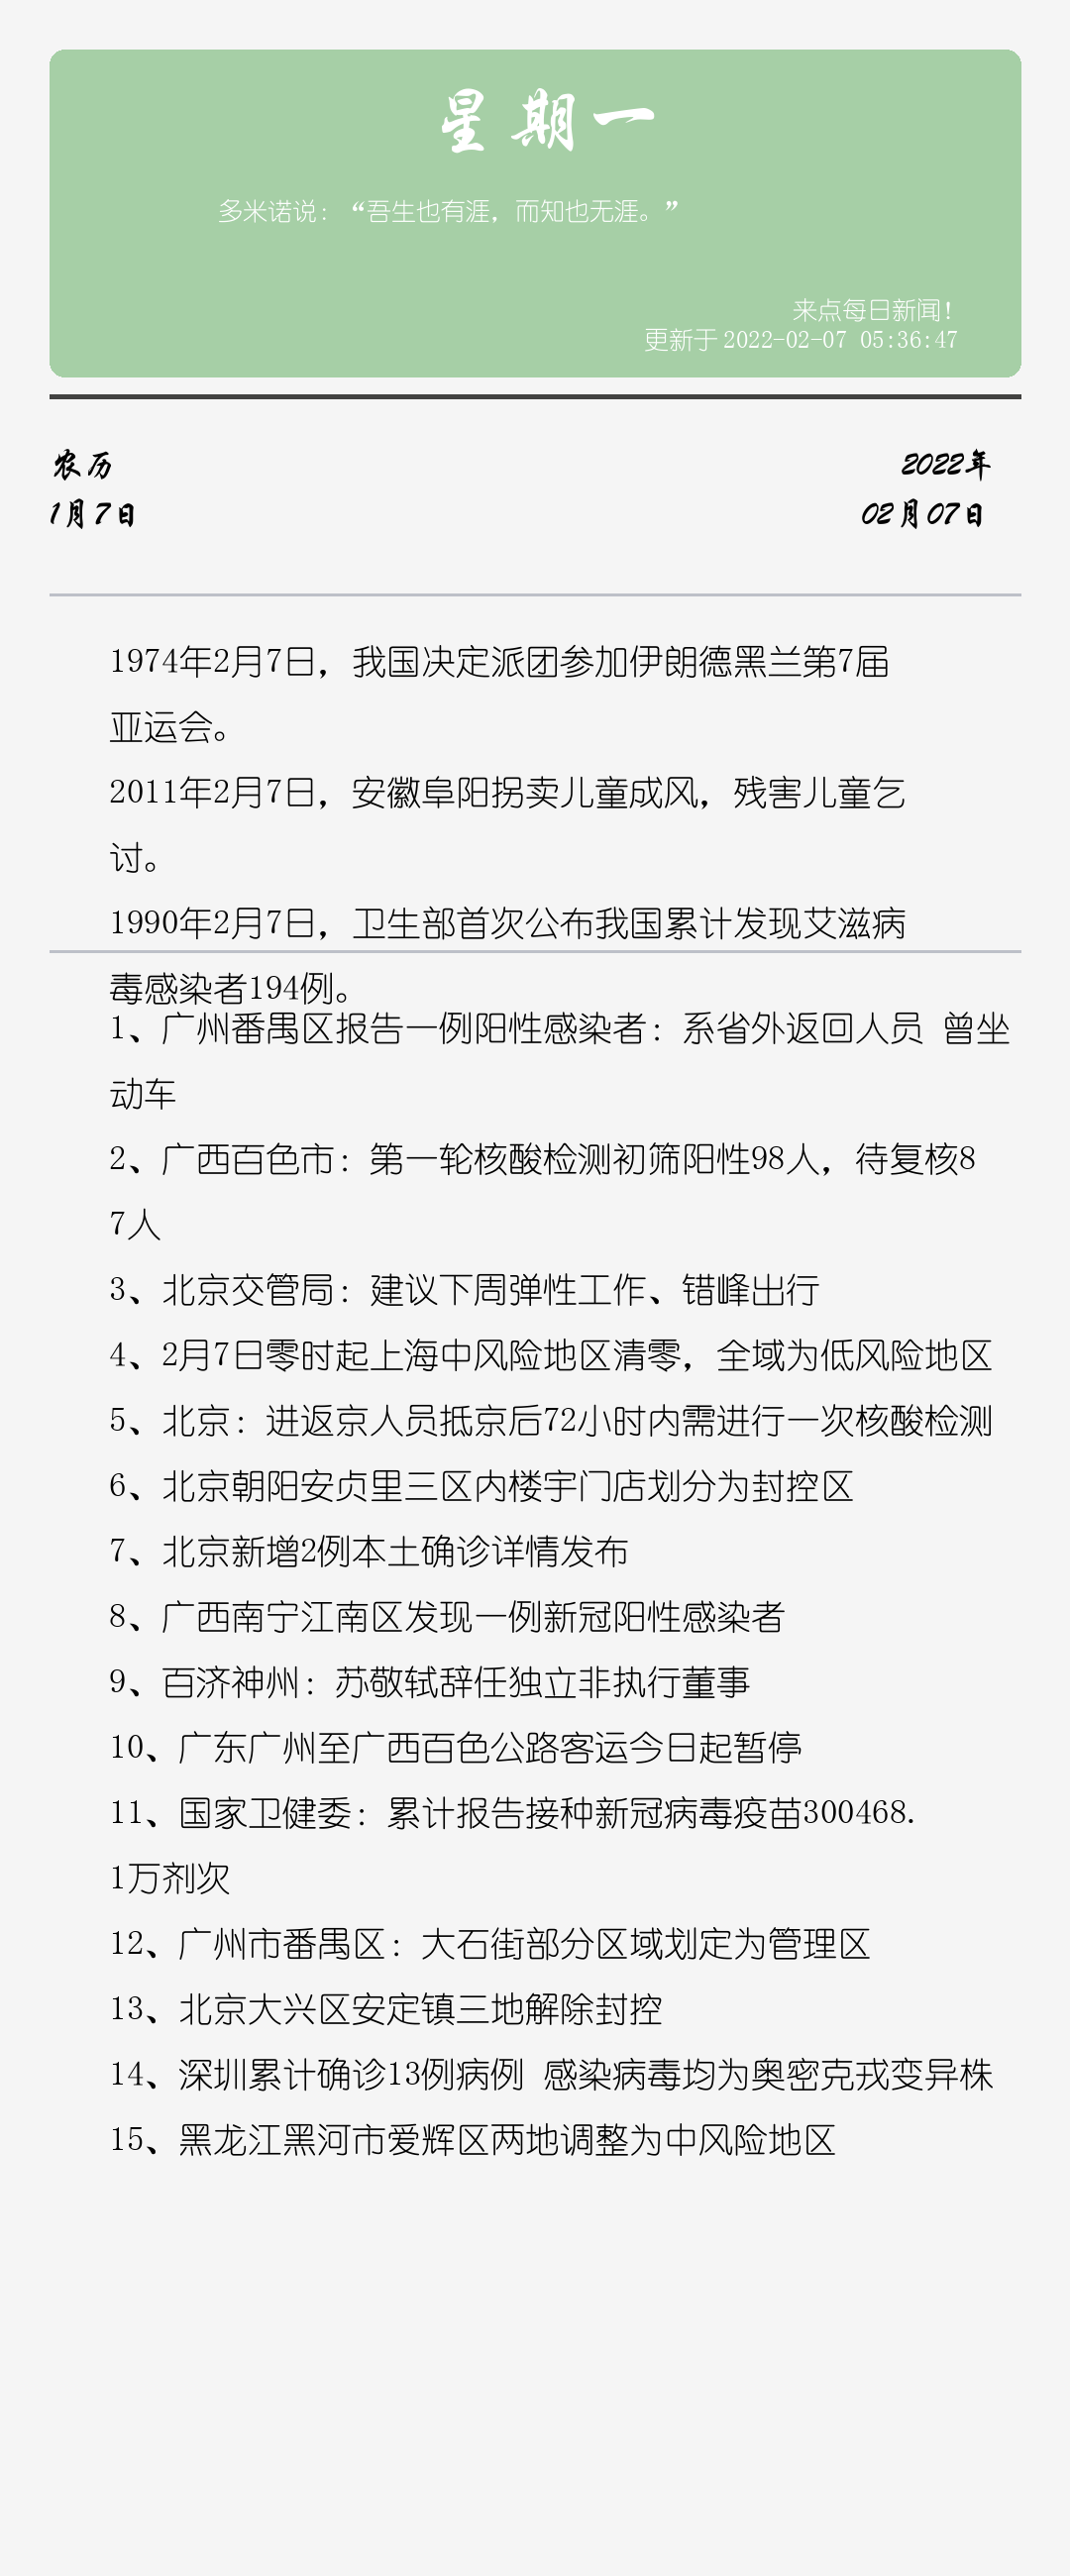 星期一
多米诺说：“吾生也有涯，而知也无涯。”
来点每日新闻！
更新于 2022-02-07 05:36:47
农历
2022年
1月7日
02月07日
1974年2月7日，我国决定派团参加伊朗德黑兰第7届
亚运会。
2011年2月7日，安徽阜阳拐卖儿童成风，残害儿童乞
讨。
1990年2月7日，卫生部首次公布我国累计发现艾滋病
毒感染者194例。
1、广州番禺区报告一例阳性感染者：系省外返回人员 曾坐
动车
2、广西百色市：第一轮核酸检测初筛阳性98人，待复核8
7人
3、北京交管局：建议下周弹性工作、错峰出行
4、2月7日零时起上海中风险地区清零，全域为低风险地区
5、北京：进返京人员抵京后72小时内需进行一次核酸检测
6、北京朝阳安贞里三区内楼宇门店划分为封控区
7、北京新增2例本土确诊详情发布
8、广西南宁江南区发现一例新冠阳性感染者
9、百济神州：苏敬轼辞任独立非执行董事
10、广东广州至广西百色公路客运今日起暂停
11、国家卫健委：累计报告接种新冠病毒疫苗300468.
1万剂次
12、广州市番禺区：大石街部分区域划定为管理区
13、北京大兴区安定镇三地解除封控
14、深圳累计确诊13例病例 感染病毒均为奥密克戎变异株
15、黑龙江黑河市爱辉区两地调整为中风险地区